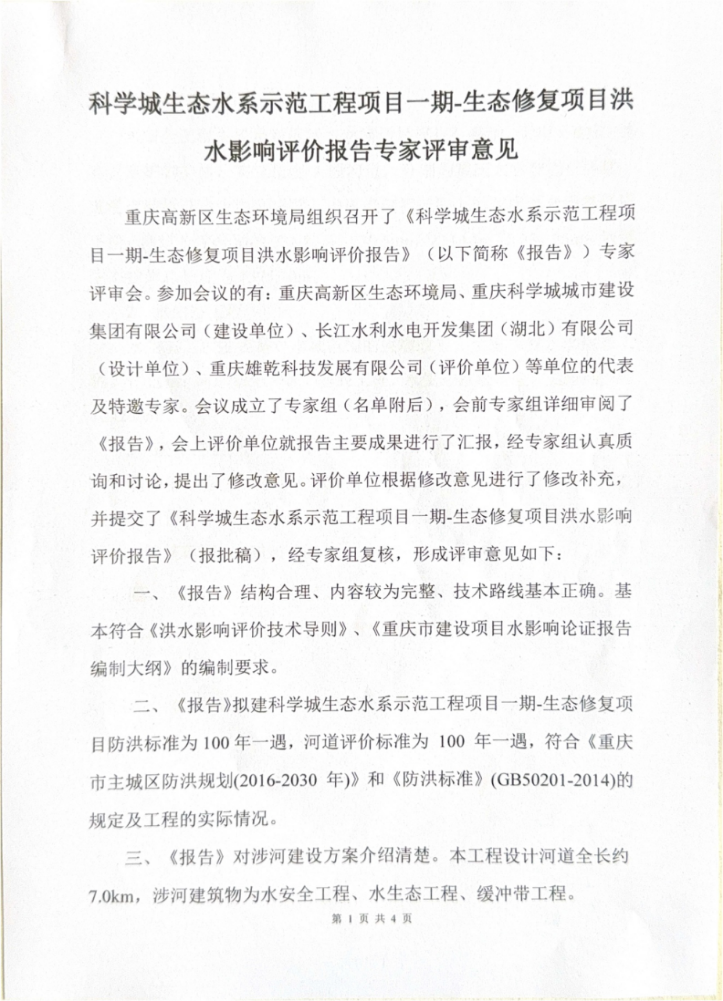 科学城生态水系示范工程项目一期-生态修复项目洪
水影响评价报告专家评审意见
重庆高新区生态环境局组织召开了《科学城生态水系示范工程项
目一期-生态修复项目洪水影响评价报告》（以下简称《报告》）专家
评审会。参加会议的有：重庆高新区生态环境局、重庆科学城城市建设
集团有限公司（建设单位）、长江水利水电开发集团（湖北）有限公司
（设计单位）、重庆雄乾科技发展有限公司（评价单位）等单位的代表
及特邀专家。会议成立了专家组（名单附后），会前专家组详细审阅了
《报告》，会上评价单位就报告主要成果进行了汇报，经专家组认真质
询和讨论，提出了修改意见。评价单位根据修改意见进行了修改补充，
并提交了《科学城生态水系示范工程项目一期-生态修复项目洪水影响
评价报告》（报批稿），经专家组复核，形成评审意见如下：
一、《报告》结构合理、内容较为完整、技术路线基本正确。基
本符合《洪水影响评价技术导则》、《重庆市建设项目水影响论证报告
编制大纲》的编制要求。
二、《报告》拟建科学城生态水系示范工程项目一期-生态修复项
目防洪标准为100年一遇，河道评价标准为 100 年一遇，符合《重庆
市主城区防洪规划(2016-2030 年)》和《防洪标准》(GB50201-2014)的
规定及工程的实际情况。
三、《报告》对涉河建设方案介绍清楚。本工程设计河道全长约
7.0km，涉河建筑物为水安全工程、水生态工程、缓冲带工程。
第 1 页 共 4 页